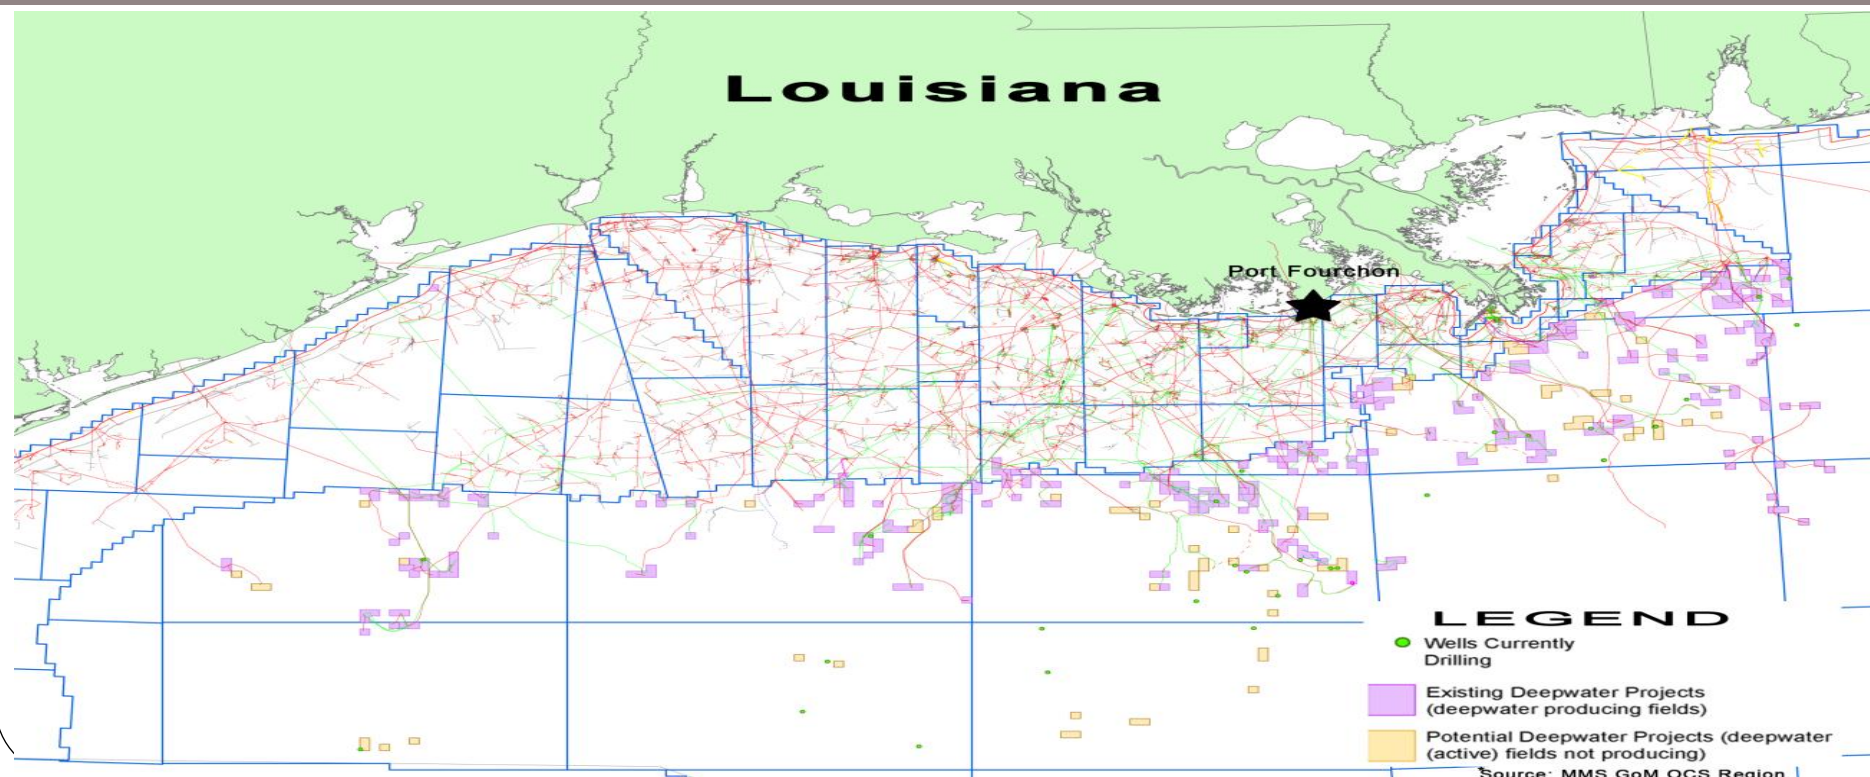 Louisiana
Port Fourchon
LEGEND
Wells Currently
Drilling
Existing Deepwater Projects
(deepwater producing fields)
Potential Deepwater Projects (deepwater
(active) fields not producing)
*Source: MMS GoM OCS Region